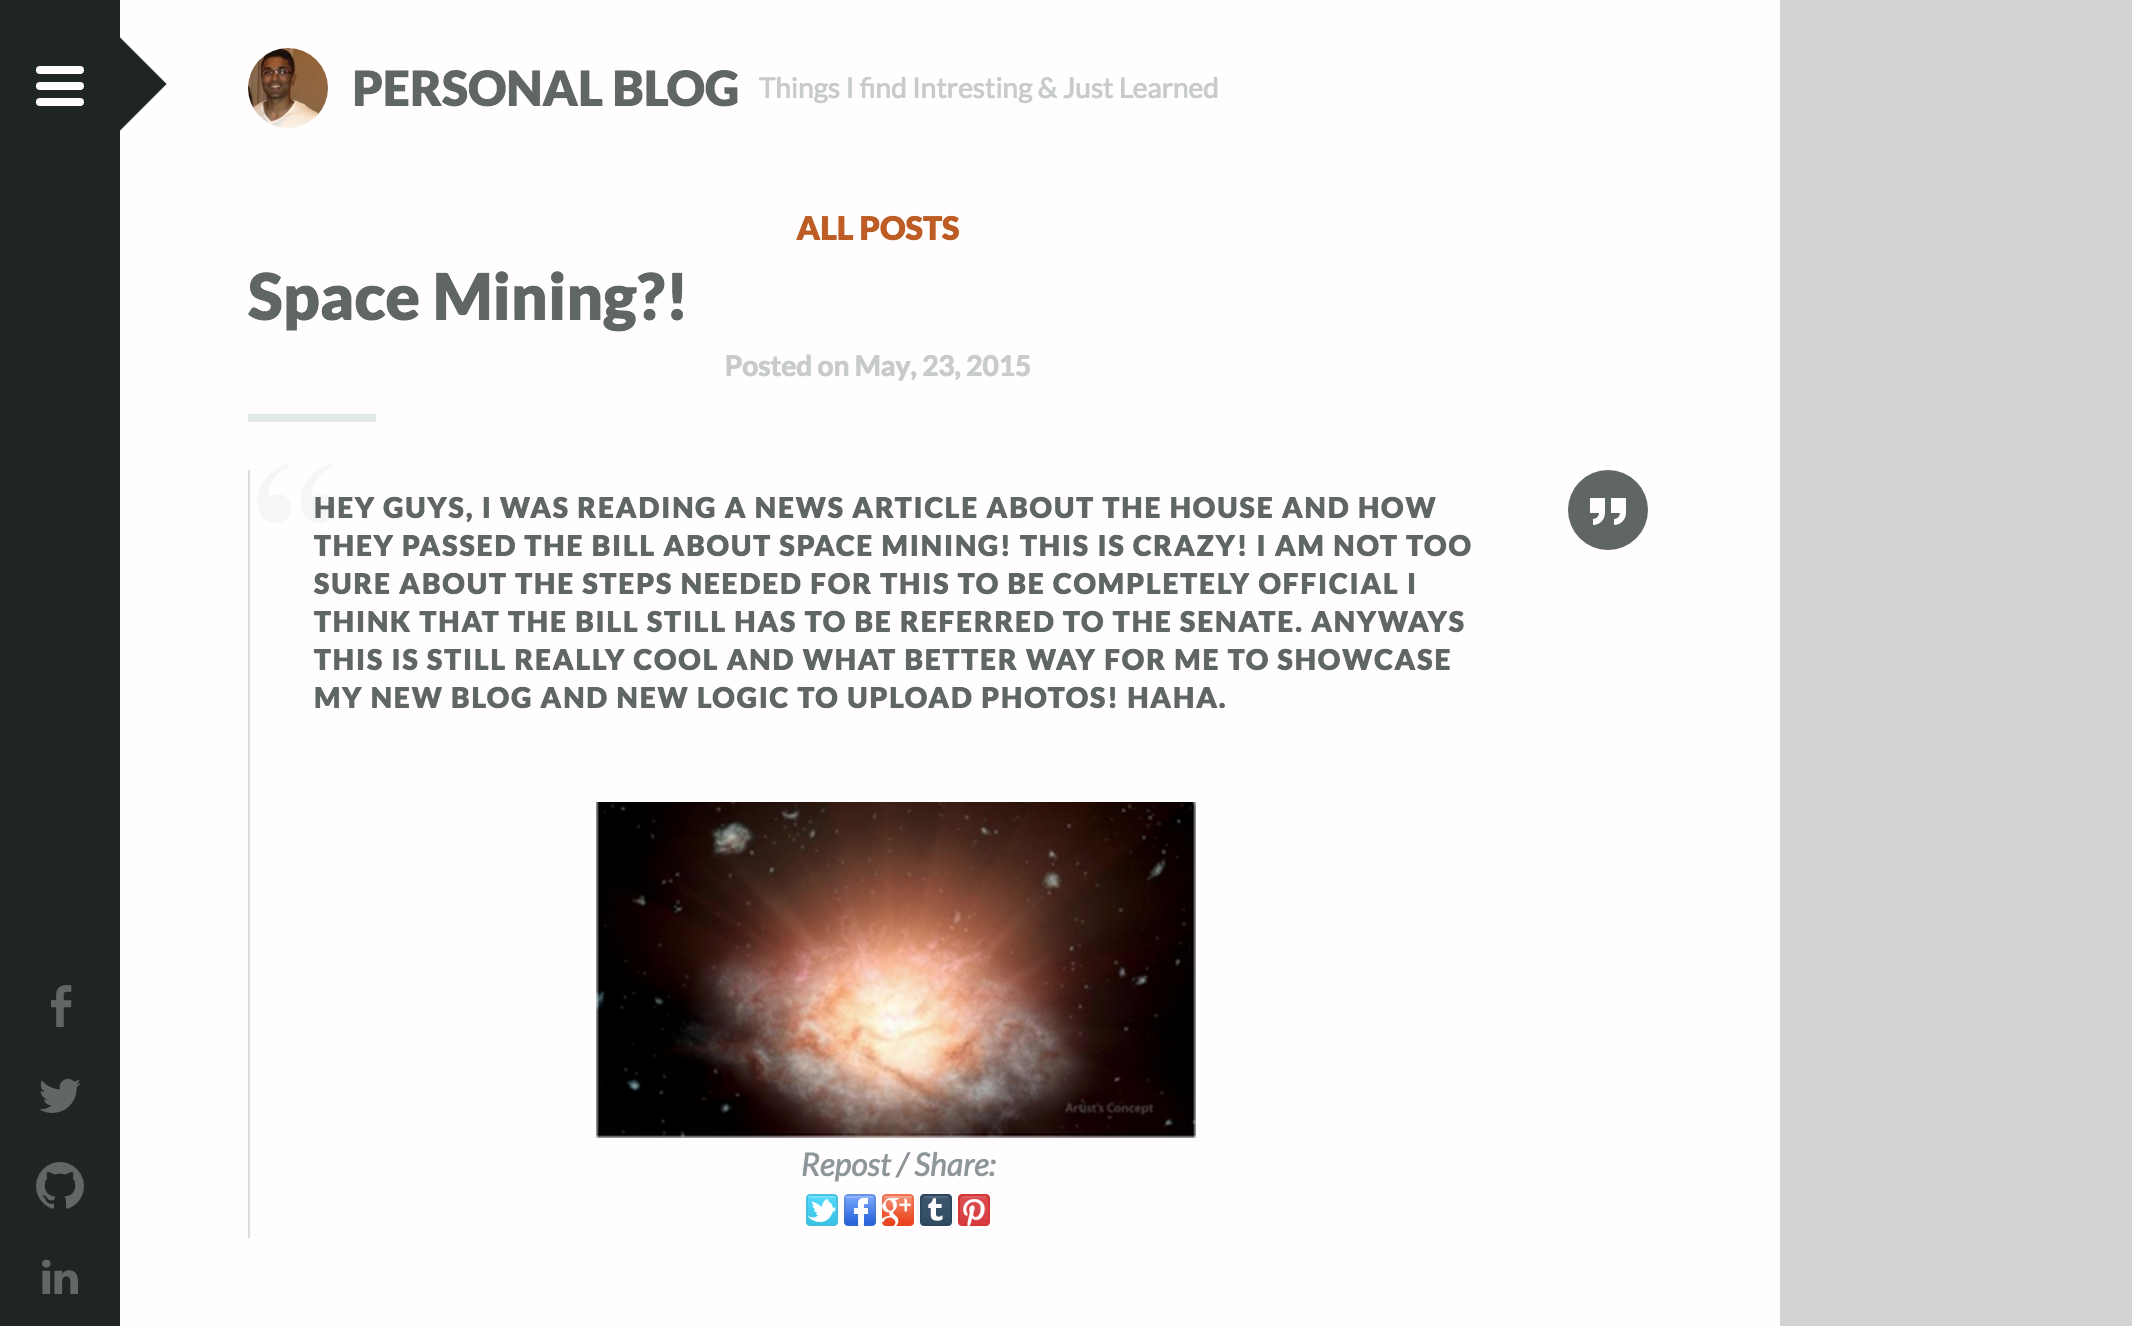 PERSONAL BLOG Things I find Intresting & Just Learned
ALL POSTS
Space Mining?!
Posted on May, 23, 2015
HEY GUYS, I WAS READING A NEWS ARTICLE ABOUT THE HOUSE AND HOW
THEY PASSED THE BILL ABOUT SPACE MINING! THIS IS CRAZY! I AM NOT TOO
SURE ABOUT THE STEPS NEEDED FOR THIS TO BE COMPLETELY OFFICIAL I
THINK THAT THE BILL STILL HAS TO BE REFERRED TO THE SENATE. ANYWAYS
THIS IS STILL REALLY COOL AND WHAT BETTER WAY FOR ME TO SHOWCASE
MY NEW BLOG AND NEW LOGIC TO UPLOAD PHOTOS! HAHA.
Artist's Concept
Repost / Share: